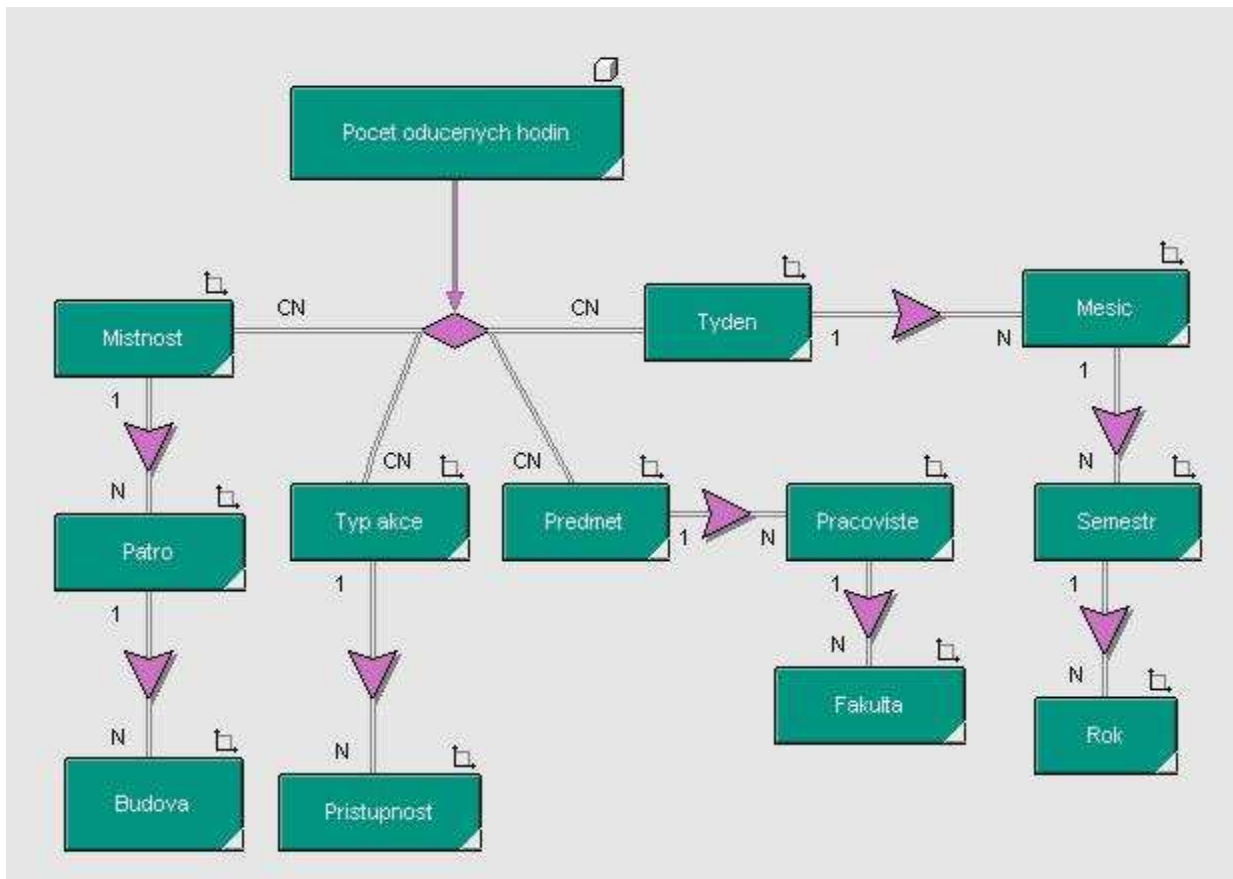 Pocet oducenych hodin
CN
CN
Mistnost
Tyden
Mesic
1
N
1
1
CN
CN
N
N
Typ akce
Predmet
Pracoviste
Semestr
1
N
Patro
1
1
1
1
N
N
Fakulta
N
Rok
N
Budova
Pristupnost